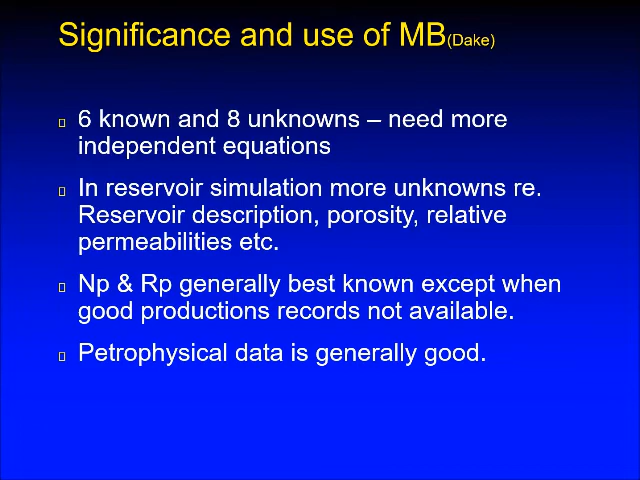 Significance and use of MB(Dake)
6 known and 8 unknowns – need more
independent equations
In reservoir simulation more unknowns re.
Reservoir description, porosity, relative
permeabilities etc.
Np & Rp generally best known except when
good productions records not available.
Petrophysical data is generally good.